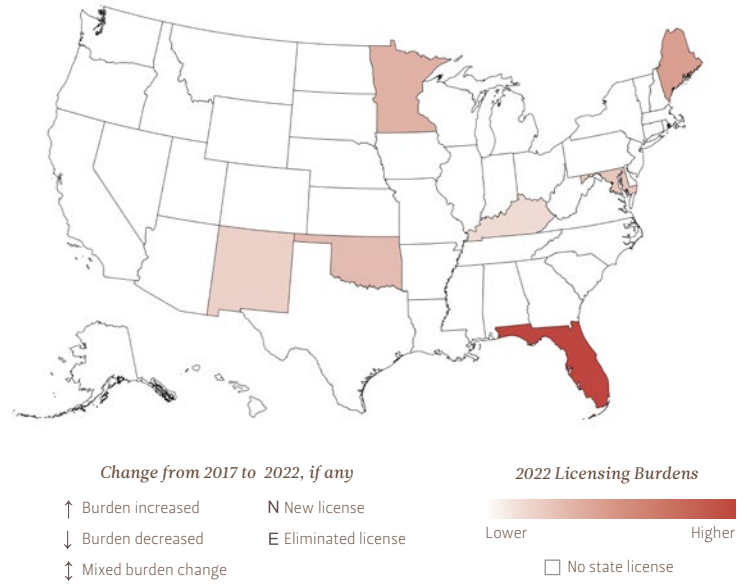 Change from 2017 to 2022, if any
↑ Burden increased
↓ Burden decreased
↕ Mixed burden change
N New license
E Eliminated license
2022 Licensing Burdens
Lower Higher
No state license